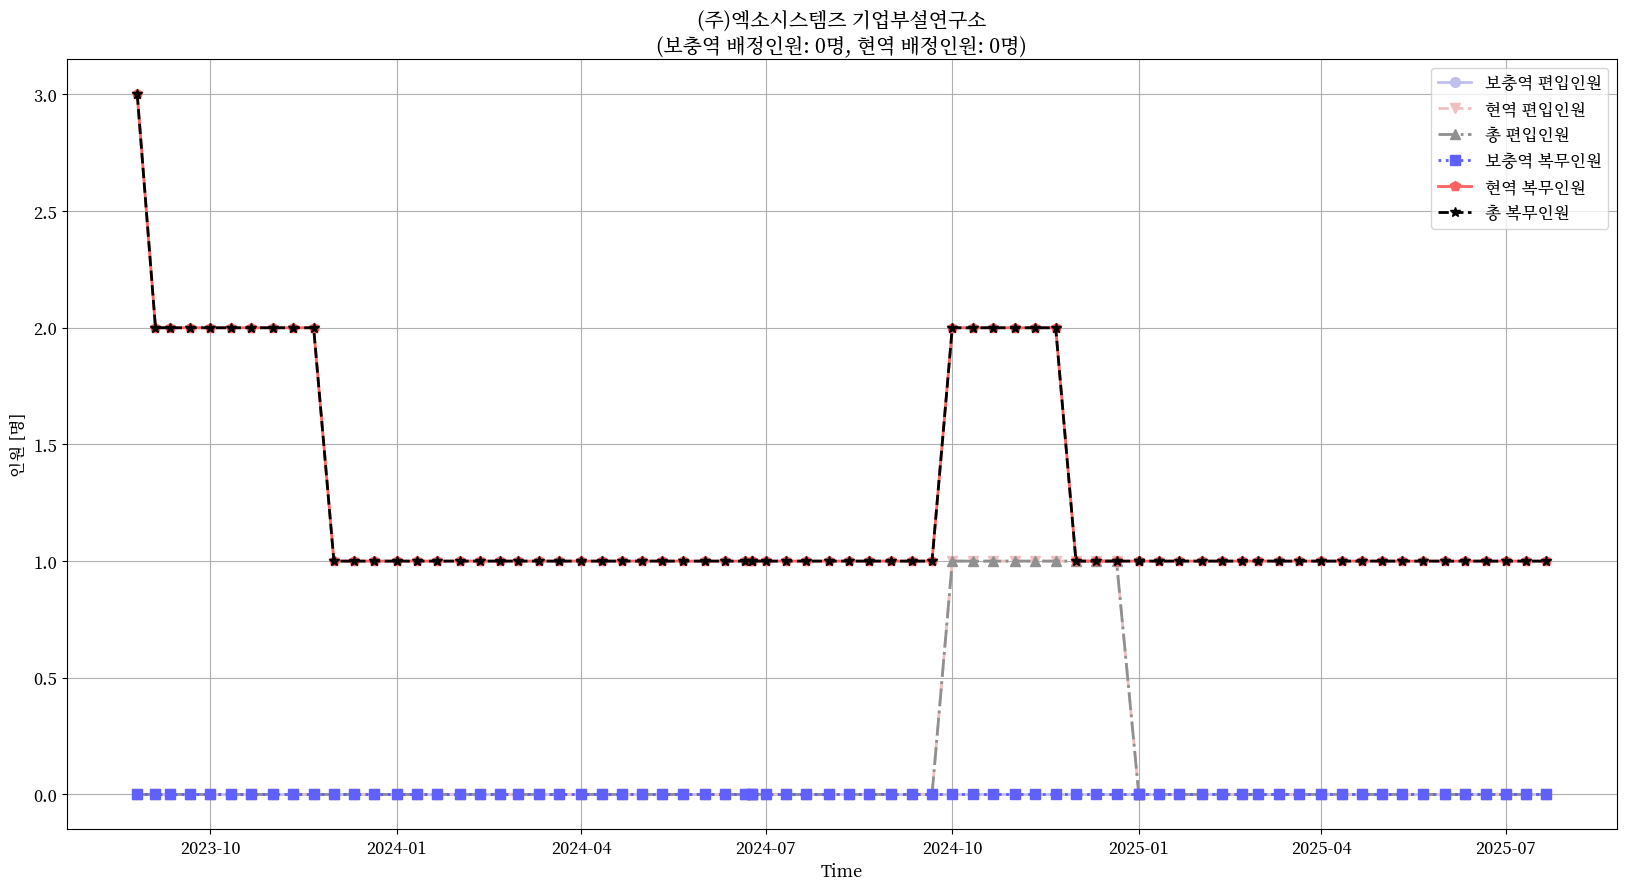 (주)엑소시스템즈 기업부설연구소
(보충역 배정인원: 0명, 현역 배정인원: 0명)
보충역 편입인원
현역 편입인원
총 편입인원
보충역 복무인원
현역 복무인원
총 복무인원
3.0
2.5
2.0
1.5
1.0
0.5
0.0
인원 [명]
2023-10
2024-01
2024-04
2024-07
2024-10
2025-01
2025-04
2025-07
Time